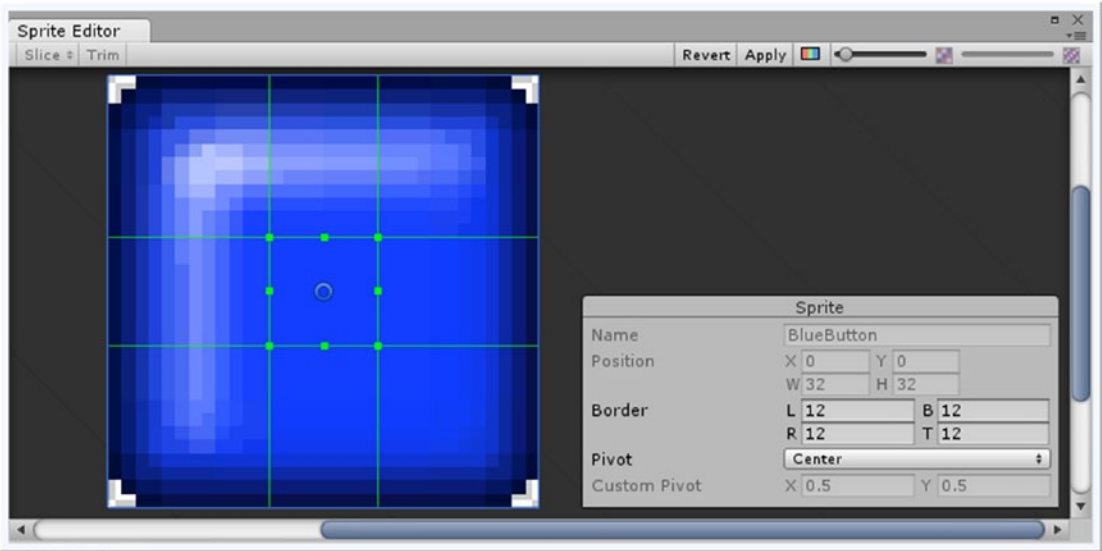 Sprite Editor
Slice Trim
Revert Apply
Sprite
Name BlueButton
Position X 0 Y 0
W 32 H 32
Border L 12 B 12
R 12 T 12
Pivot Center
Custom Pivot X 0.5 Y 0.5